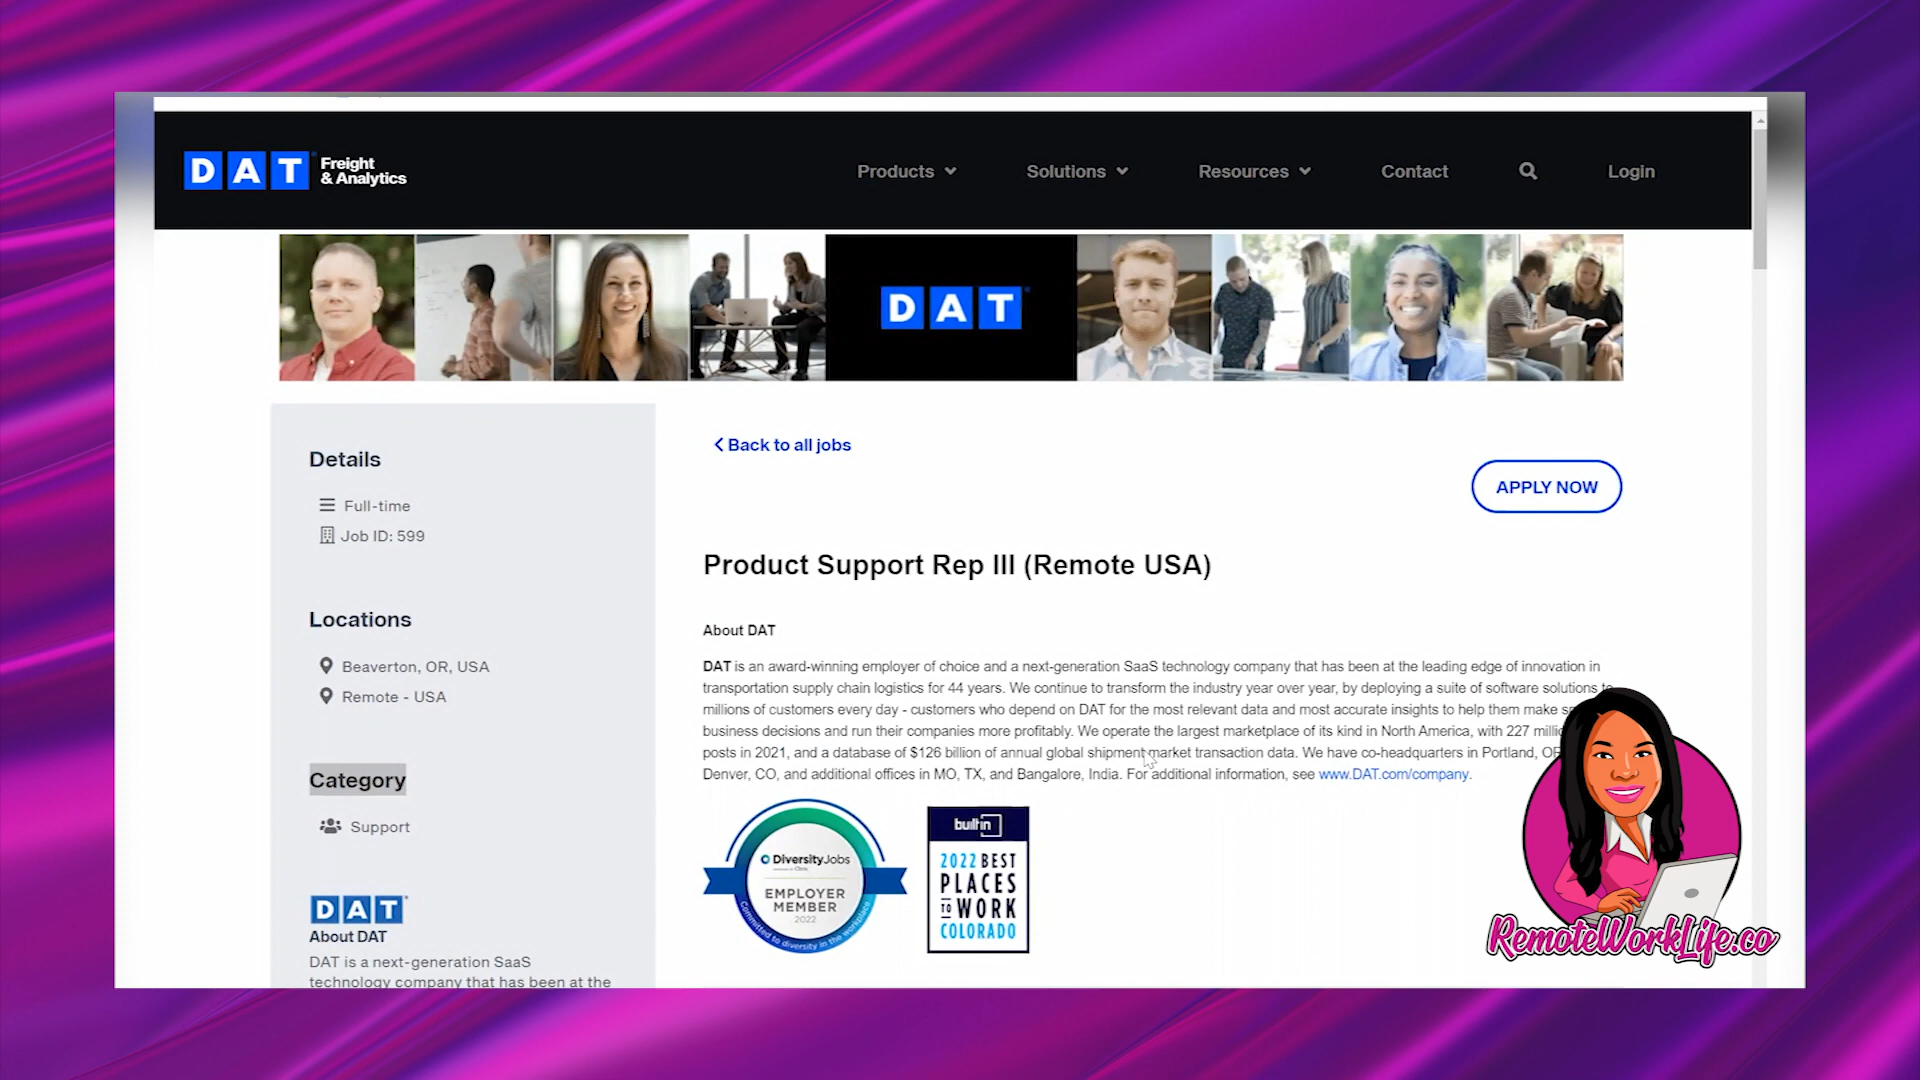 DAT Freight
& Analytics
Products
Solutions
Resources
Contact
Login
DAT
Details
Full-time
Job ID: 599
Locations
Beaverton, OR, USA
Remote - USA
Category
Support
DAT
About DAT
DAT is a next-generation SaaS
technology company that has been at the
Back to all jobs
APPLY NOW
Product Support Rep III (Remote USA)
About DAT
DAT is an award-winning employer of choice and a next-generation SaaS technology company that has been at the leading edge of innovation in
transportation supply chain logistics for 44 years. We continue to transform the industry year over year, by deploying a suite of software solutions to
millions of customers every day - customers who depend on DAT for the most relevant data and most accurate insights to help them make
business decisions and run their companies more profitably. We operate the largest marketplace of its kind in North America, with 227
posts in 2021, and a database of $126 billion of annual global shipment market transaction data. We have co-headquarters in Portland,
Denver, CO, and additional offices in MO, TX, and Bangalore, India. For additional information, see www.DAT.com/company.
DiversityJobs
EMPLOYER
MEMBER
2022
Committed to diversity in the workplace
builtin
2022 BEST
PLACES
TO WORK
COLORADO
RemoteWorkLife.co